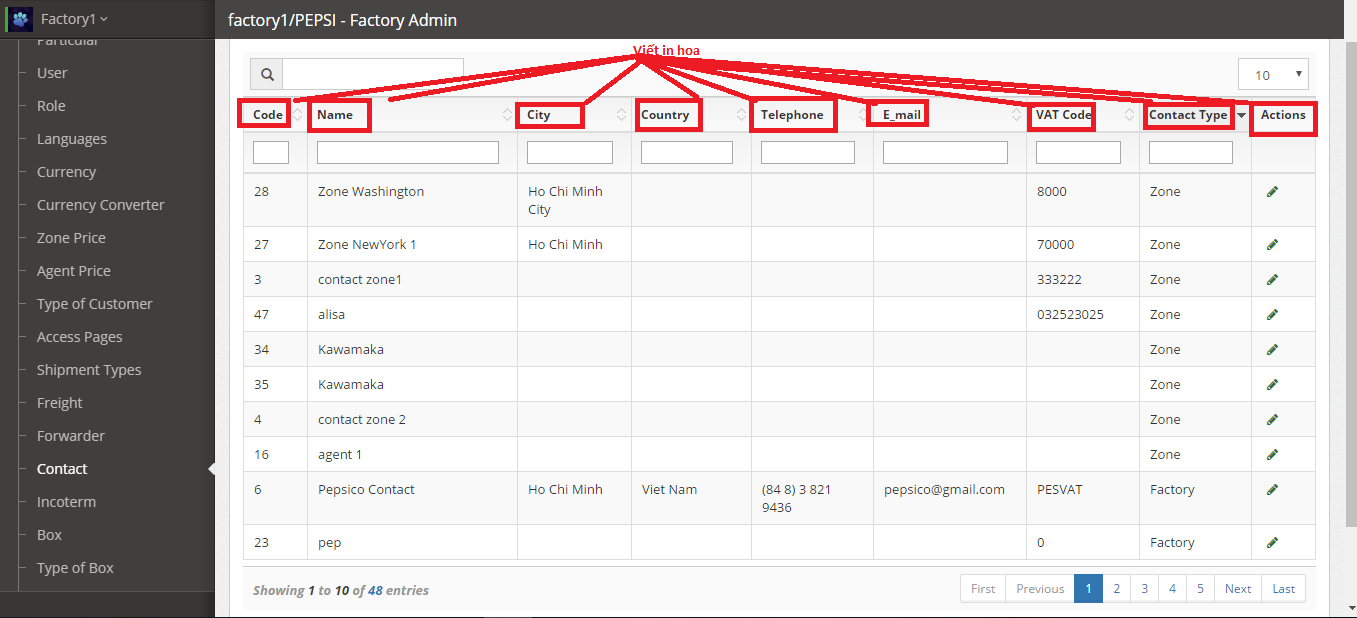 Factory1
factory1/PEPSI - Factory Admin
Particular
User
Role
Languages
Currency
Currency Converter
Zone Price
Agent Price
Type of Customer
Access Pages
Shipment Types
Freight
Forwarder
Contact
Incoterm
Box
Type of Box
Viết in hoa
10
Code Name City Country Telephone E_mail VAT Code Contact Type Actions
28 Zone Washington Ho Chi Minh City 8000 Zone
27 Zone NewYork 1 Ho Chi Minh 70000 Zone
3 contact zone1 333222 Zone
47 alisa 032523025 Zone
34 Kawamaka Zone
35 Kawamaka Zone
4 contact zone 2 Zone
16 agent 1 Zone
6 Pepsico Contact Ho Chi Minh Viet Nam (84 8) 3 821 9436 pepsico@gmail.com PESVAT Factory
23 pep 0 Factory
Showing 1 to 10 of 48 entries
First Previous 1 2 3 4 5 Next Last